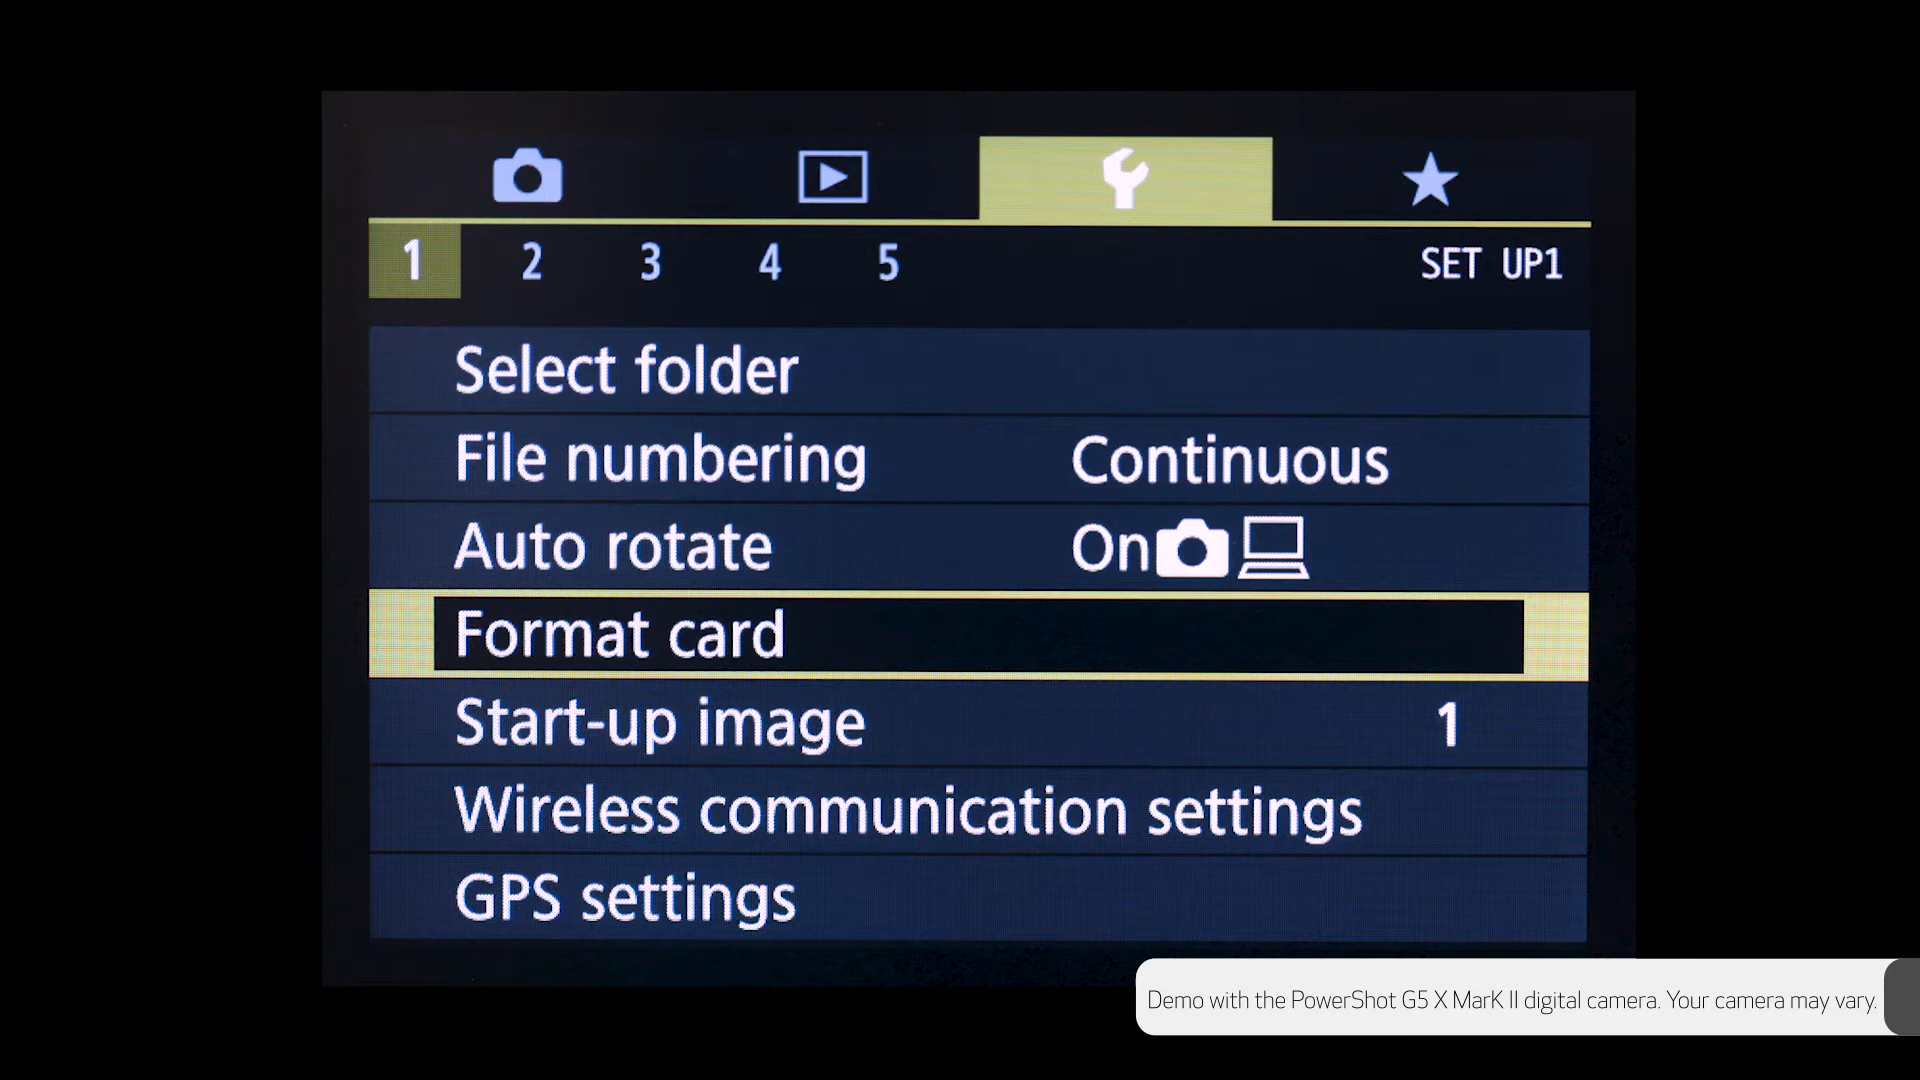 1 2 3 4 5 SET UP1
Select folder
File numbering Continuous
Auto rotate On
Format card
Start-up image 1
Wireless communication settings
GPS settings
Demo with the PowerShot G5 X MarK II digital camera. Your camera may vary.